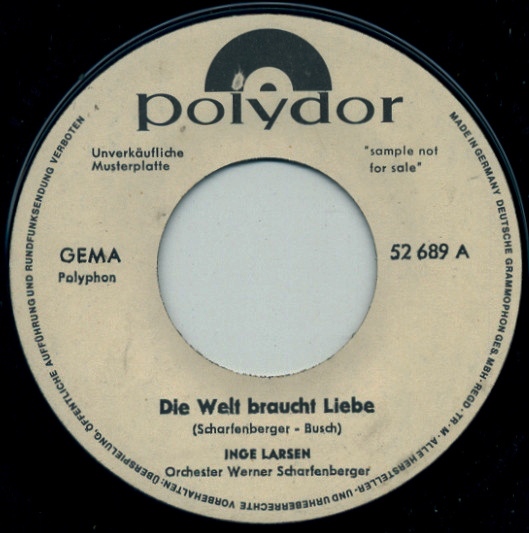 polydor
Unverkäufliche
Musterplatte
"sample not
for sale"
GEMA
Polyphon
52 689 A
Die Welt braucht Liebe
(Scharfenberger - Busch)
INGE LARSEN
Orchester Werner Scharfenberger
MADE IN GERMANY DEUTSCHE GRAMMOPHON GES. MBH - REGD - TR - M - ALLE HERSTELLER- UND URHEBERRECHTE VORBEHALTEN: ÜBERSPIELUNG, ÖFFENTLICHE AUFFÜHRUNG UND RUNDFUNKSENDUNG VERBOTEN